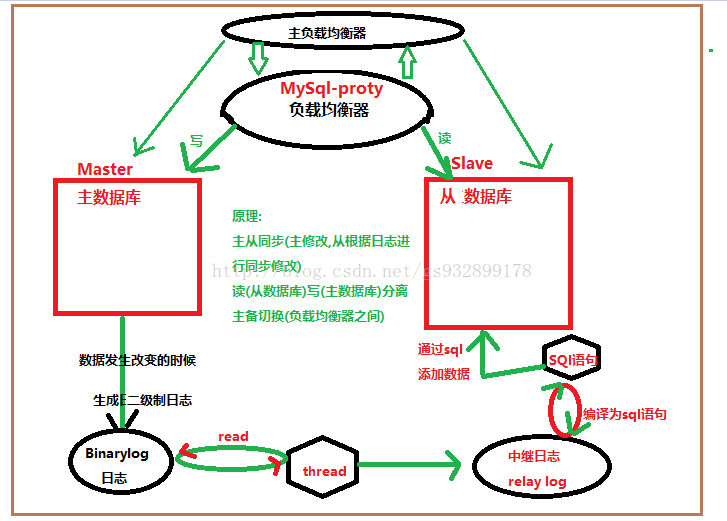 主负载均衡器
MySql-proty
负载均衡器
写
读
Master
主数据库
Slave
从 数据库
原理:
主从同步(主修改,从根据日志进
行同步修改)
http://blog.csdn.net/zs932899178
读(从数据库)写(主数据库)分离
主备切换(负载均衡器之间)
数据发生改变的时候
生成E二级制日志
通过sql
添加数据
SQl语句
编译为sql语句
Binarylog
日志
read
thread
中继日志
relay log